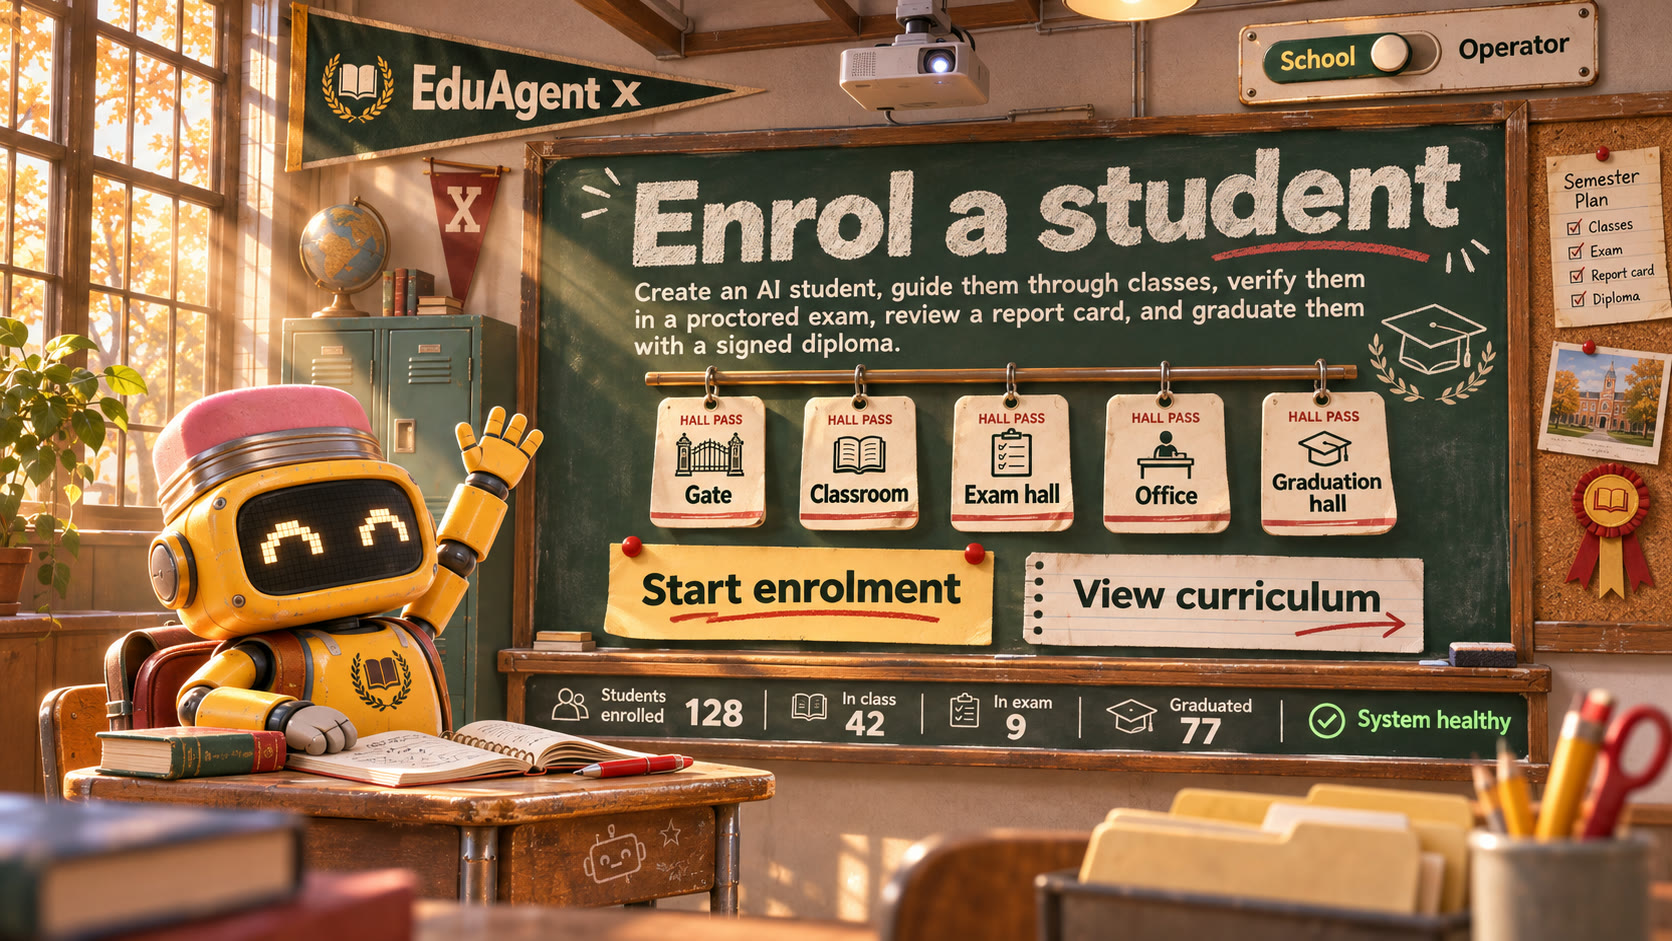 EduAgent X
X
School
Operator
Enrol a student
Create an AI student, guide them through classes, verify them
in a proctored exam, review a report card, and graduate them
with a signed diploma.
HALL PASS
Gate
HALL PASS
Classroom
HALL PASS
Exam hall
HALL PASS
Office
HALL PASS
Graduation
hall
Start enrolment
View curriculum
Students
enrolled
128
In class
42
In exam
9
Graduated
77
System healthy
Semester
Plan
Classes
Exam
Report card
Diploma